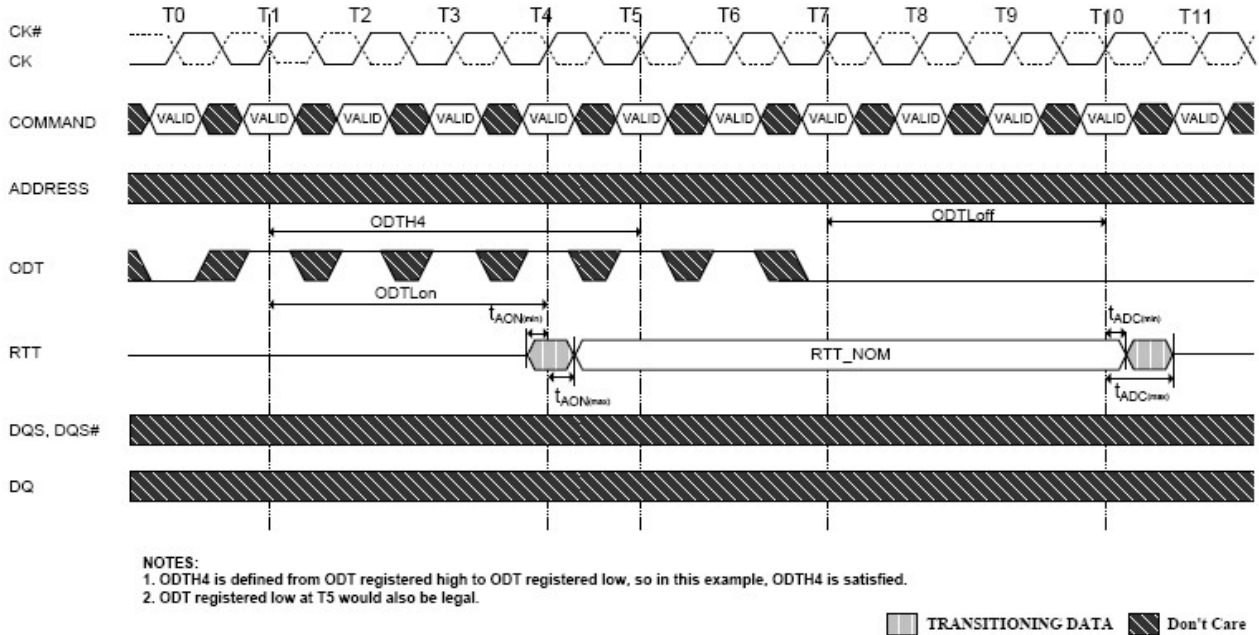 T0 T1 T2 T3 T4 T5 T6 T7 T8 T9 T10 T11
CK#
CK
COMMAND VALID VALID VALID VALID VALID VALID VALID VALID VALID VALID VALID VALID
ADDRESS
ODTH4 ODTLoff
ODT
ODTLon
tAON(min) tADC(min)
RTT RTT_NOM
tAON(max) tADC(max)
DQS, DQS#
DQ
NOTES:
1. ODTH4 is defined from ODT registered high to ODT registered low, so in this example, ODTH4 is satisfied.
2. ODT registered low at T5 would also be legal.
TRANSITIONING DATA Don't Care